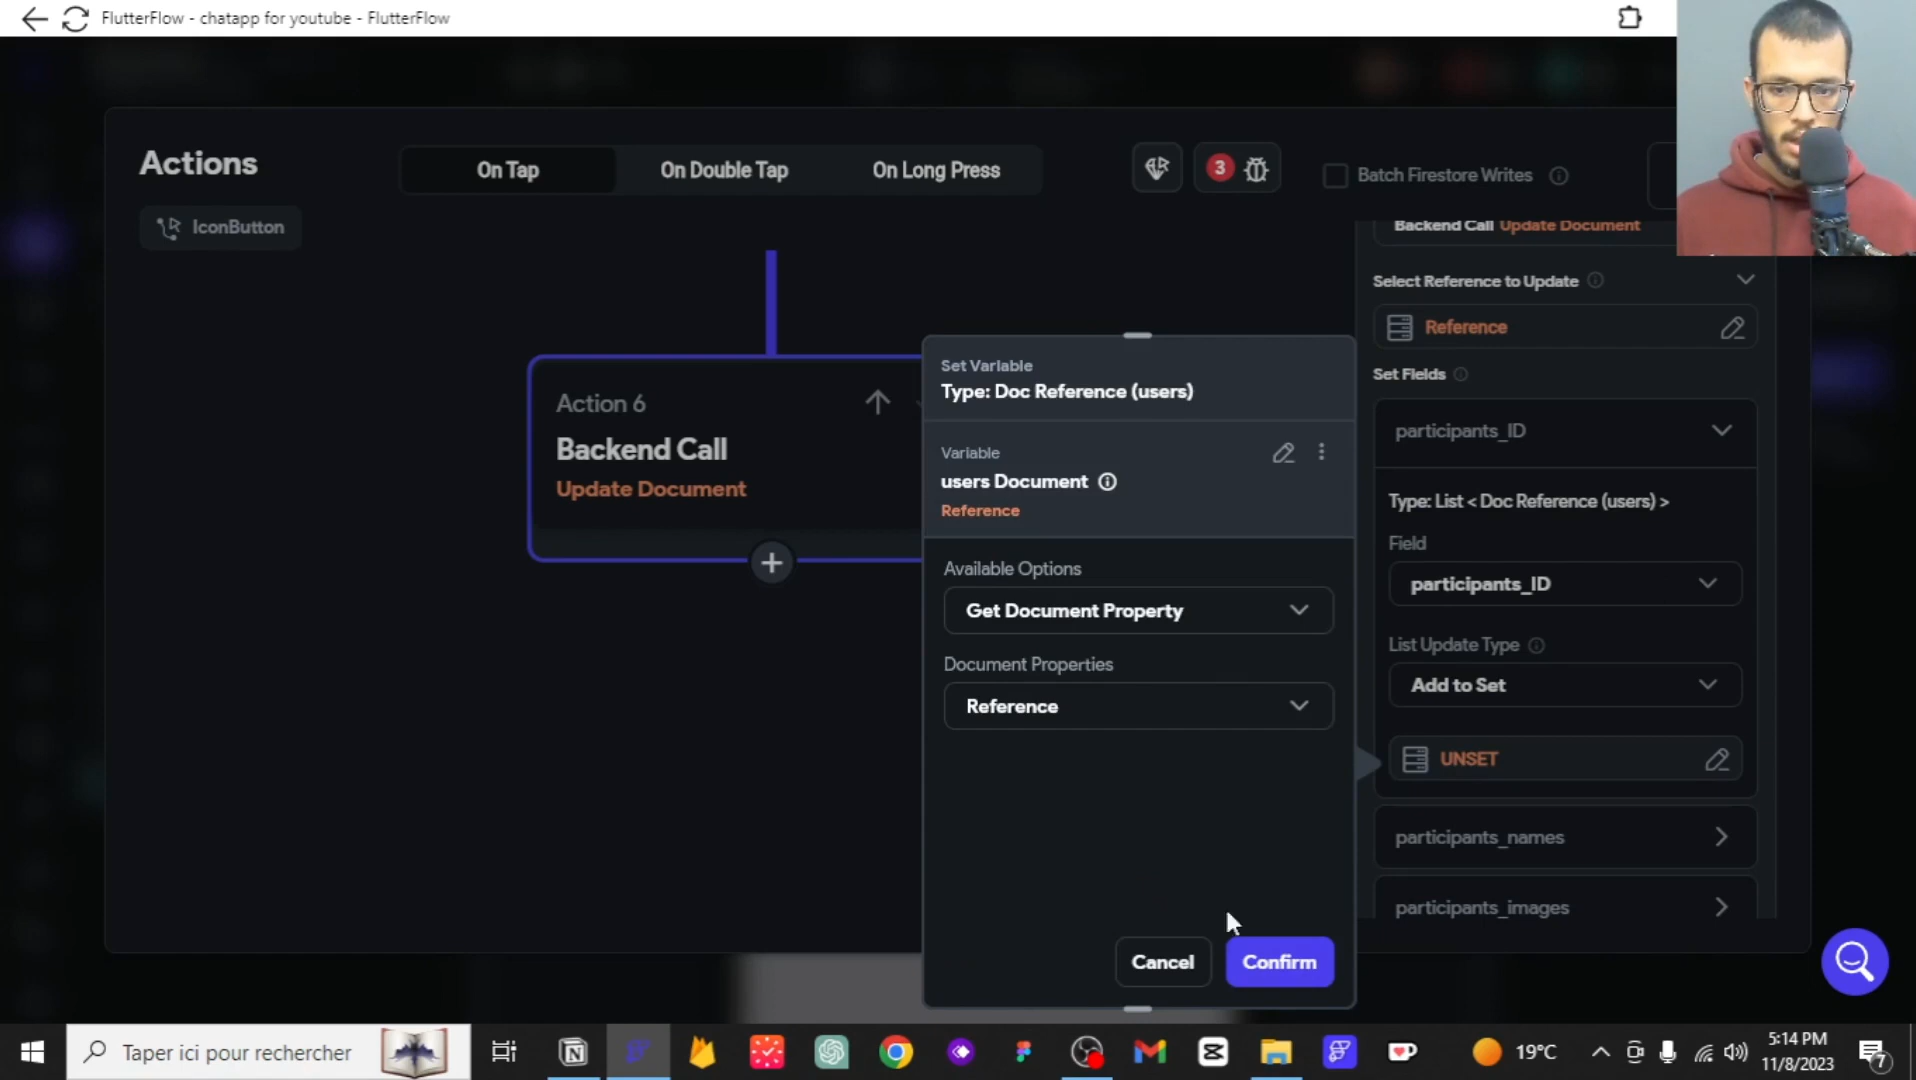 FlutterFlow - chatapp for youtube - FlutterFlow
Actions
On Tap
On Double Tap
On Long Press
3
Batch Firestore Writes
IconButton
Backend Call Update Document
Select Reference to Update
Reference
Set Fields
participants_ID
Type: List < Doc Reference (users) >
Field
participants_ID
List Update Type
Add to Set
UNSET
participants_names
participants_images
Action 6
Backend Call
Update Document
Set Variable
Type: Doc Reference (users)
Variable
users Document
Reference
Available Options
Get Document Property
Document Properties
Reference
Cancel
Confirm
Taper ici pour rechercher
19°C
5:14 PM
11/8/2023
7